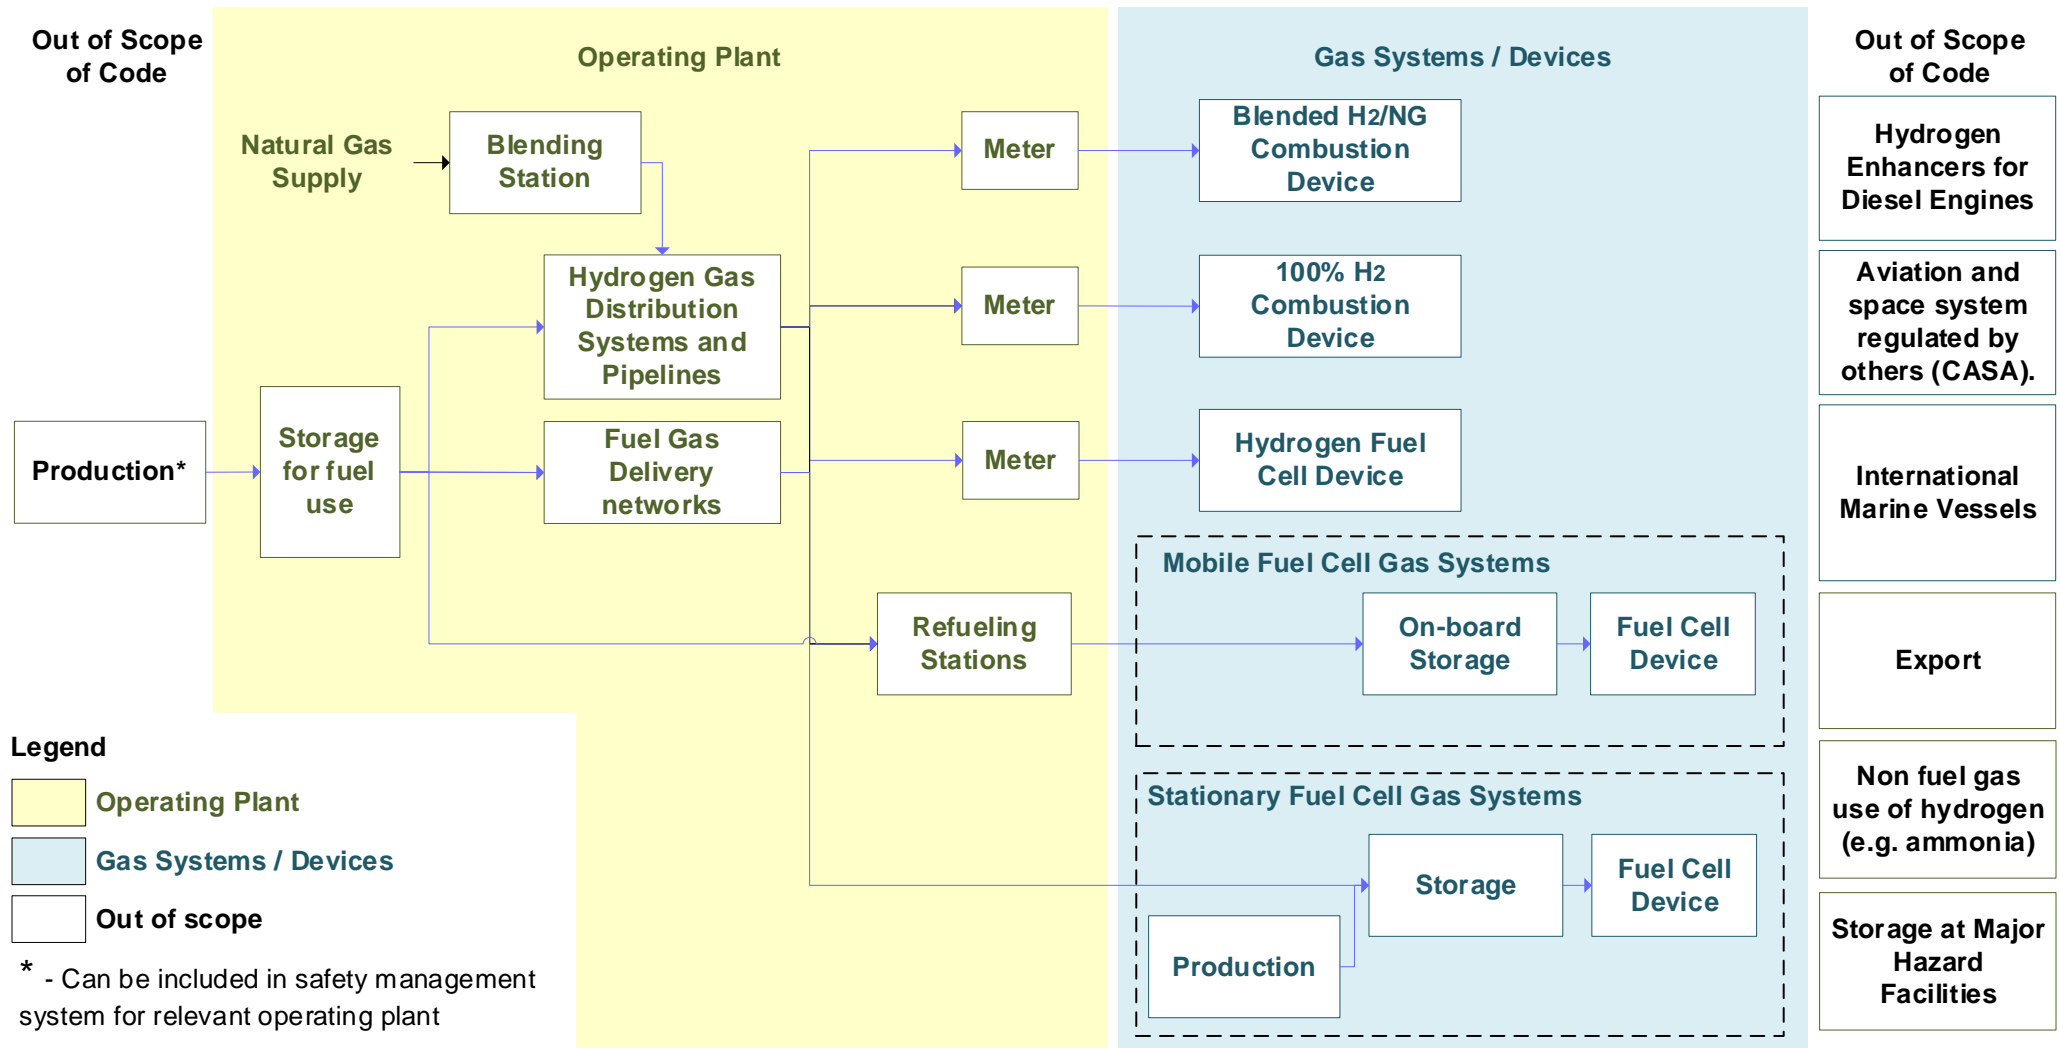 Out of Scope
of Code
Operating Plant
Gas Systems / Devices
Out of Scope
of Code
Natural Gas
Supply
Blending
Station
Meter
Blended H2/NG
Combustion
Device
Hydrogen
Enhancers for
Diesel Engines
Hydrogen Gas
Distribution
Systems and
Pipelines
Meter
100% H2
Combustion
Device
Aviation and
space system
regulated by
others (CASA).
Production*
Storage
for fuel
use
Fuel Gas
Delivery
networks
Meter
Hydrogen Fuel
Cell Device
International
Marine Vessels
Mobile Fuel Cell Gas Systems
Refueling
Stations
On-board
Storage
Fuel Cell
Device
Export
Legend
Operating Plant
Gas Systems / Devices
Out of scope
* - Can be included in safety management
system for relevant operating plant
Stationary Fuel Cell Gas Systems
Storage
Fuel Cell
Device
Production
Non fuel gas
use of hydrogen
(e.g. ammonia)
Storage at Major
Hazard
Facilities